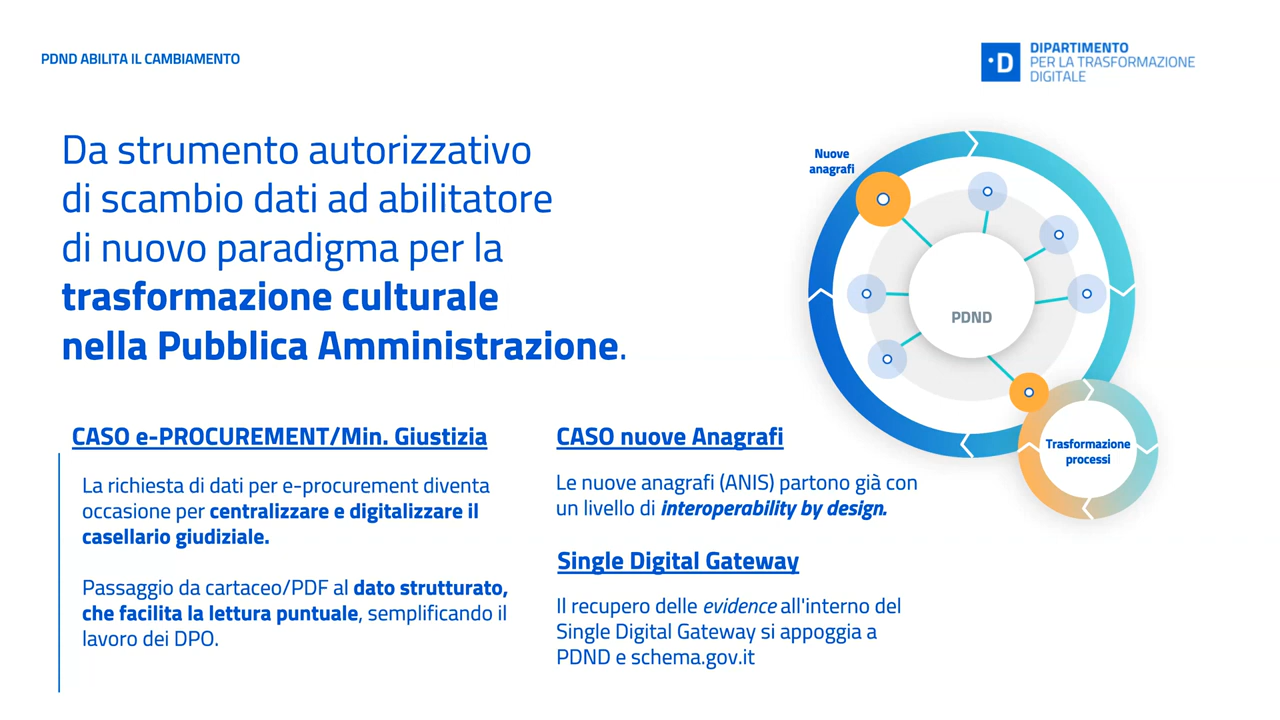 PDND ABILITA IL CAMBIAMENTO
DIPARTIMENTO
PER LA TRASFORMAZIONE
DIGITALE
Da strumento autorizzativo
di scambio dati ad abilitatore
di nuovo paradigma per la
trasformazione culturale
nella Pubblica Amministrazione.
Nuove
anagrafi
PDND
Trasformazione
processi
CASO e-PROCUREMENT/Min. Giustizia
La richiesta di dati per e-procurement diventa
occasione per centralizzare e digitalizzare il
casellario giudiziale.
Passaggio da cartaceo/PDF al dato strutturato,
che facilita la lettura puntuale, semplificando il
lavoro dei DPO.
CASO nuove Anagrafi
Le nuove anagrafi (ANIS) partono già con
un livello di interoperability by design.
Single Digital Gateway
Il recupero delle evidence all'interno del
Single Digital Gateway si appoggia a
PDND e schema.gov.it